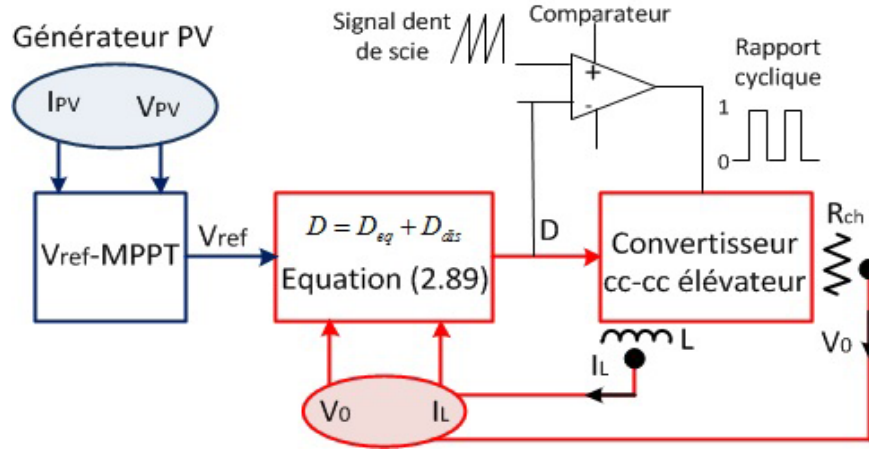 Générateur PV
IPV VPV
Vref-MPPT
Vref
D = Deq + Ddis
Equation (2.89)
D
Signal dent
de scie
Comparateur
+
-
Rapport
cyclique
1
0
Convertisseur
cc-cc élévateur
Rch
V0
L
IL
V0 IL